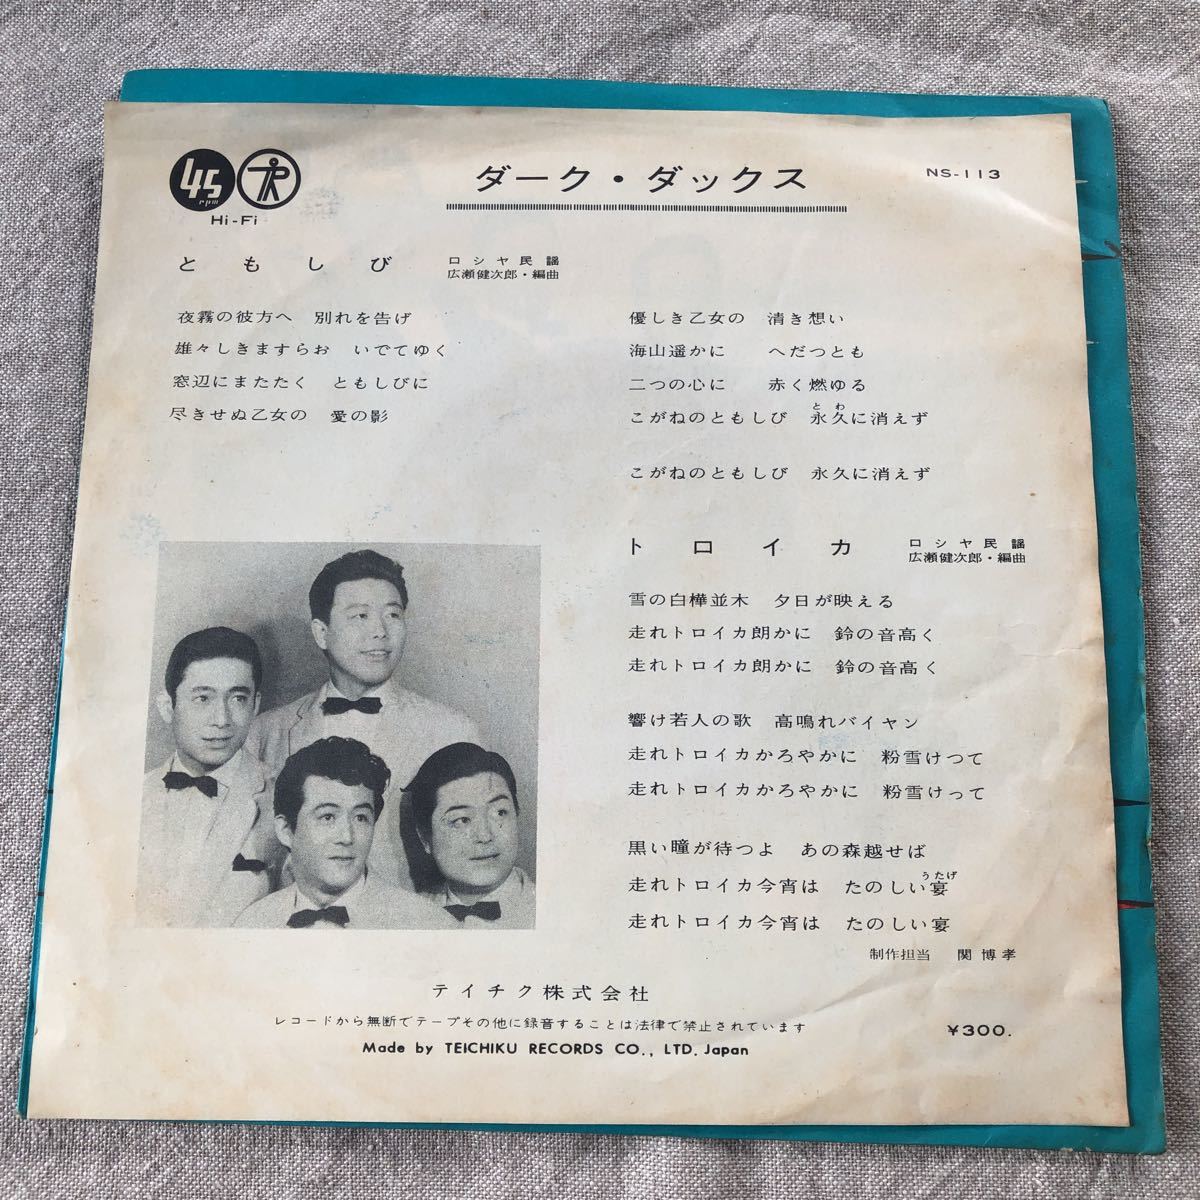 45
rpm
Hi-Fi
ダーク・ダックス
NS-113
ともしび
ロシヤ民謡
広瀬健次郎・編曲
夜霧の彼方へ 別れを告げ
雄々しきますらお いでてゆく
窓辺にまたたく ともしびに
尽きせぬ乙女の 愛の影
優しき乙女の 清き想い
海山遥かに へだつとも
二つの心に 赤く燃ゆる
とわ
こがねのともしび 永久に消えず
こがねのともしび 永久に消えず
トロイカ
ロシヤ民謡
広瀬健次郎・編曲
雪の白樺並木 夕日が映える
走れトロイカ朗かに 鈴の音高く
走れトロイカ朗かに 鈴の音高く
響け若人の歌 高鳴れバイヤン
走れトロイカかろやかに 粉雪けつて
走れトロイカかろやかに 粉雪けって
黒い瞳が待つよ あの森越せば
うたげ
走れトロイカ今宵は たのしい宴
走れトロイカ今宵は たのしい宴
制作担当 関博孝
テイチク株式会社
レコードから無断でテープその他に録音することは法律で禁止されています
¥300.
Made by TEICHIKU RECORDS CO., LTD. Japan